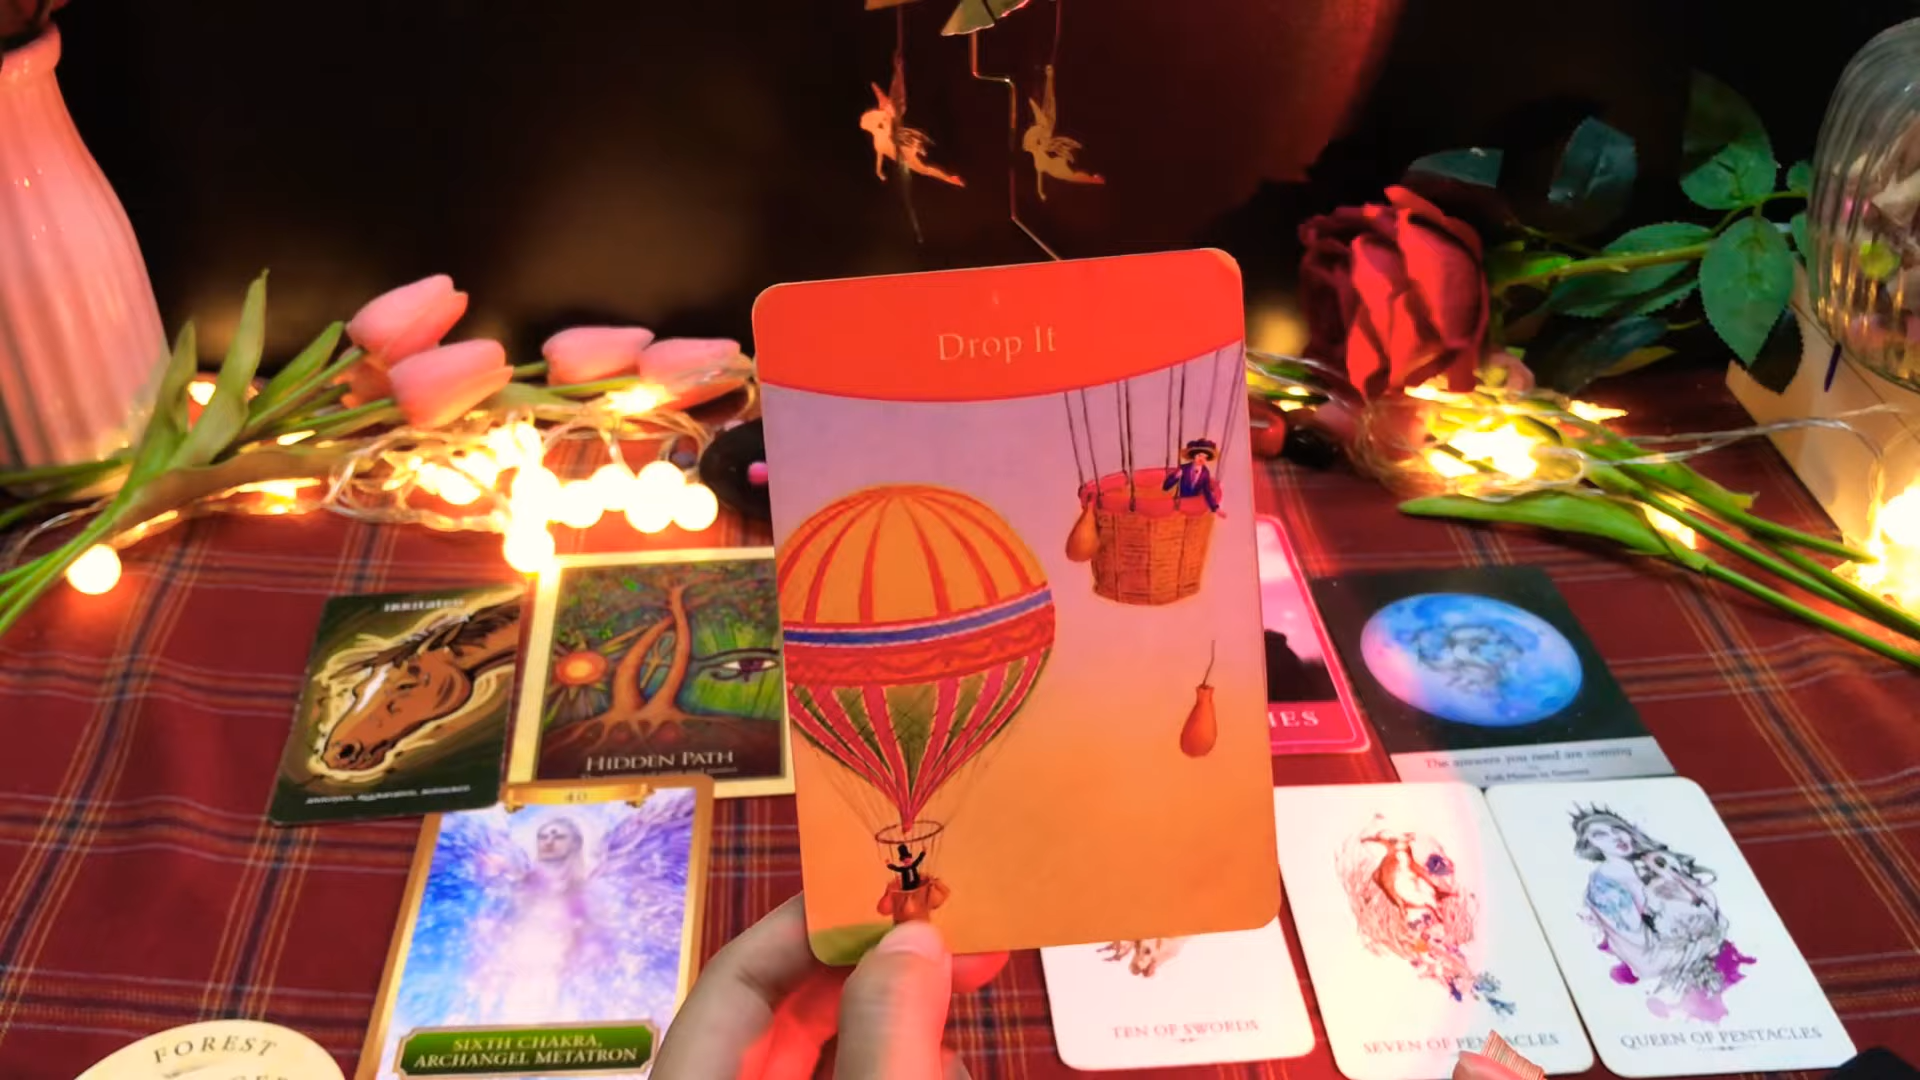 Drop It
IRRITATED
HIDDEN PATH
IES
The answers you need are coming
40
SIXTH CHAKRA,
ARCHANGEL METATRON
TEN OF SWORDS
SEVEN OF PENTACLES
QUEEN OF PENTACLES
FOREST